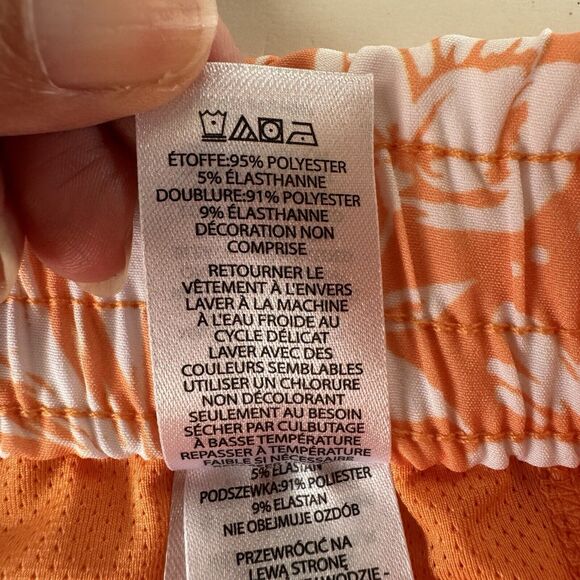 ÉTOFFE:95% POLYESTER
5% ÉLASTHANNE
DOUBLURE:91% POLYESTER
9% ÉLASTHANNE
DÉCORATION NON
COMPRISE
RETOURNER LE
VÊTEMENT À L'ENVERS
LAVER À LA MACHINE
À L'EAU FROIDE AU
CYCLE DÉLICAT
LAVER AVEC DES
COULEURS SEMBLABLES
UTILISER UN CHLORURE
NON DÉCOLORANT
SEULEMENT AU BESOIN
SÉCHER PAR CULBUTAGE
À BASSE TEMPÉRATURE
REPASSER À TEMPÉRATURE
FAIBLE SI NÉCESSAIRE
5% ELASTAN
PODSZEWKA:91% POLIESTER
9% ELASTAN
NIE OBEJMUJE OZDÓB
PRZEWRÓCIĆ NA
LEWĄ STRONĘ